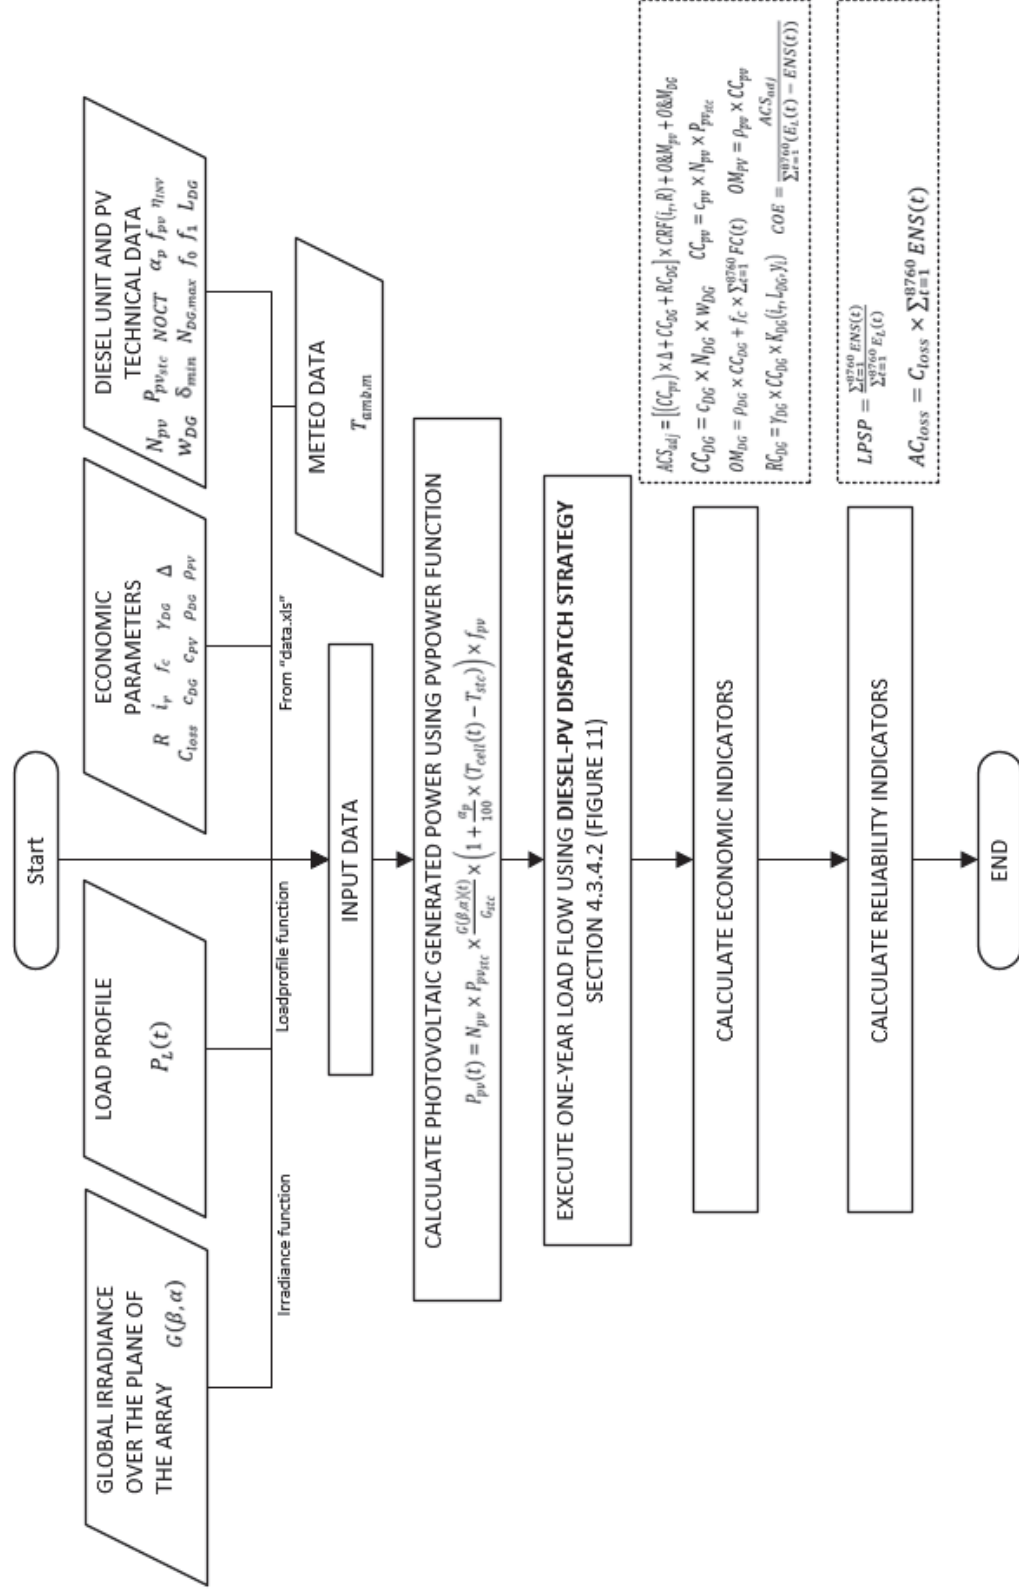 Start
GLOBAL IRRADIANCE
OVER THE PLANE OF
THE ARRAY G(β,α)
LOAD PROFILE
P_L(t)
ECONOMIC
PARAMETERS
R i_r f_c γ_DG Δ
C_loss c_DG c_PV ρ_DG ρ_PV
DIESEL UNIT AND PV
TECHNICAL DATA
N_pv P_pv_stc NOCT α_p f_pv η_INV
W_DG δ_min N_DG.max f_0 f_1 L_DG
Irradiance function
Loadprofile function
From "data.xls"
METEO DATA
T_amb.m
INPUT DATA
CALCULATE PHOTOVOLTAIC GENERATED POWER USING PVPOWER FUNCTION
P_pv(t) = N_pv × P_pv_stc × G(β,α)(t)/G_stc × (1 + α_p/100 × (T_cell(t) − T_stc)) × f_pv
EXECUTE ONE-YEAR LOAD FLOW USING DIESEL-PV DISPATCH STRATEGY
SECTION 4.3.4.2 (FIGURE 11)
CALCULATE ECONOMIC INDICATORS
ACS_adj = [(CC_pv) × Δ + CC_DG + RC_DG] × CRF(i_r, R) + O&M_pv + O&M_DG
CC_DG = c_DG × N_DG × W_DG CC_pv = c_pv × N_pv × P_pv_stc
OM_DG = ρ_DG × CC_DG + f_c × Σ_{t=1}^{8760} FC(t) OM_PV = ρ_pv × CC_pv
RC_DG = γ_DG × CC_DG × K_DG(i_r, L_DG, y_i) COE = ACS_adj / Σ_{t=1}^{8760}(E_L(t) − ENS(t))
CALCULATE RELIABILITY INDICATORS
LPSP = Σ_{t=1}^{8760} ENS(t) / Σ_{t=1}^{8760} E_L(t)
AC_loss = C_loss × Σ_{t=1}^{8760} ENS(t)
END